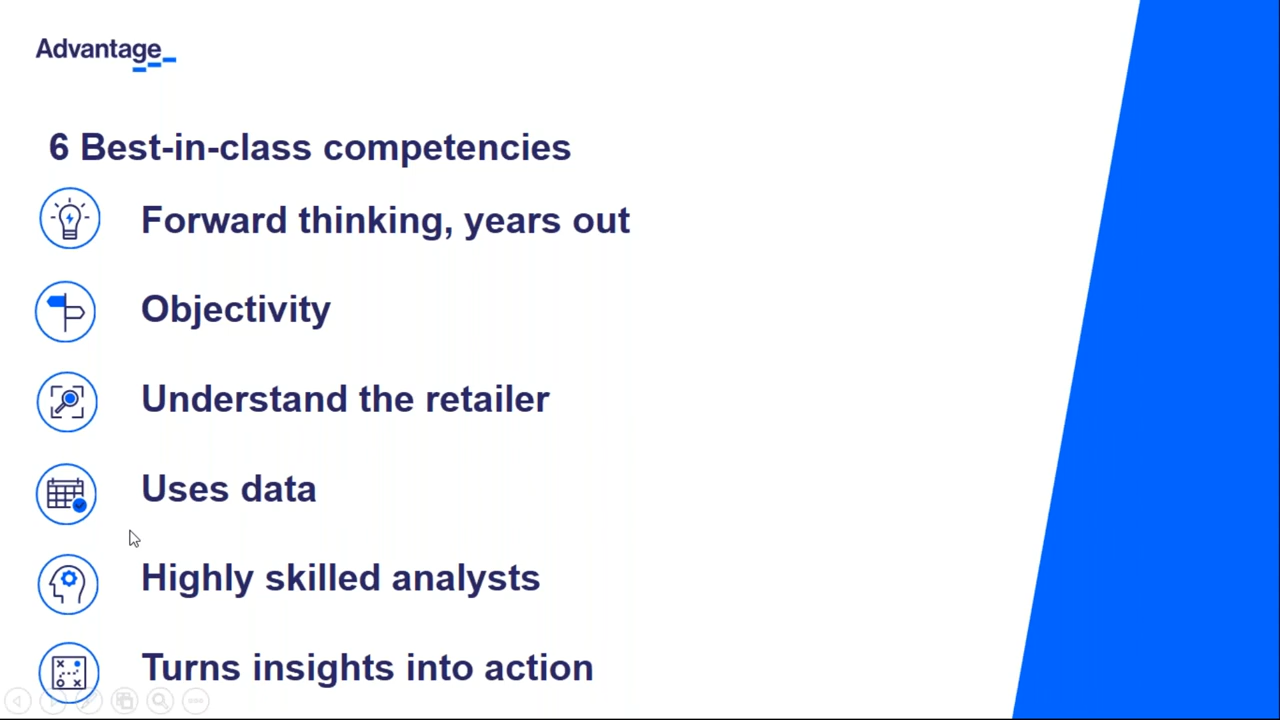 Advantage
6 Best-in-class competencies
Forward thinking, years out
Objectivity
Understand the retailer
Uses data
Highly skilled analysts
Turns insights into action